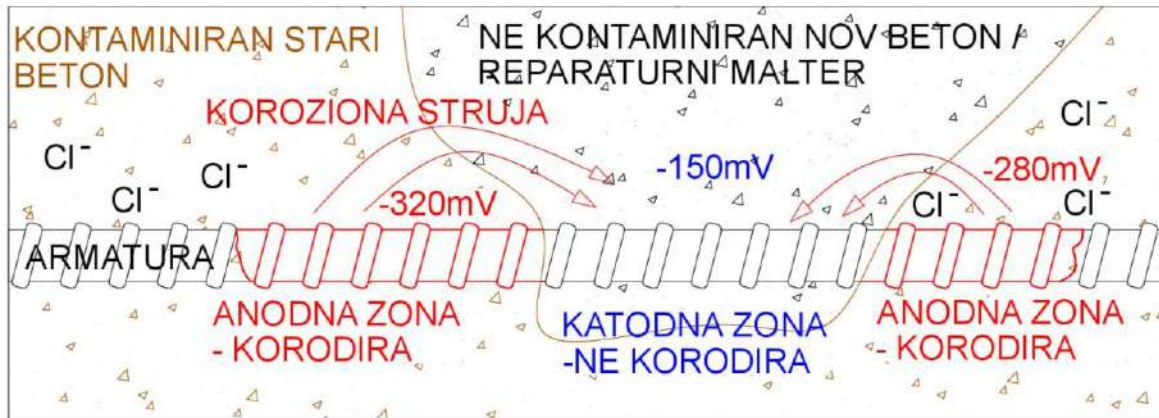 KONTAMINIRAN STARI
BETON
NE KONTAMINIRAN NOV BETON /
REPARATURNI MALTER
KOROZIONA STRUJA
Cl⁻
Cl⁻
Cl⁻
-320mV
-150mV
-280mV
Cl⁻
Cl⁻
Cl⁻
ARMATURA
ANODNA ZONA
- KORODIRA
KATODNA ZONA
-NE KORODIRA
ANODNA ZONA
- KORODIRA